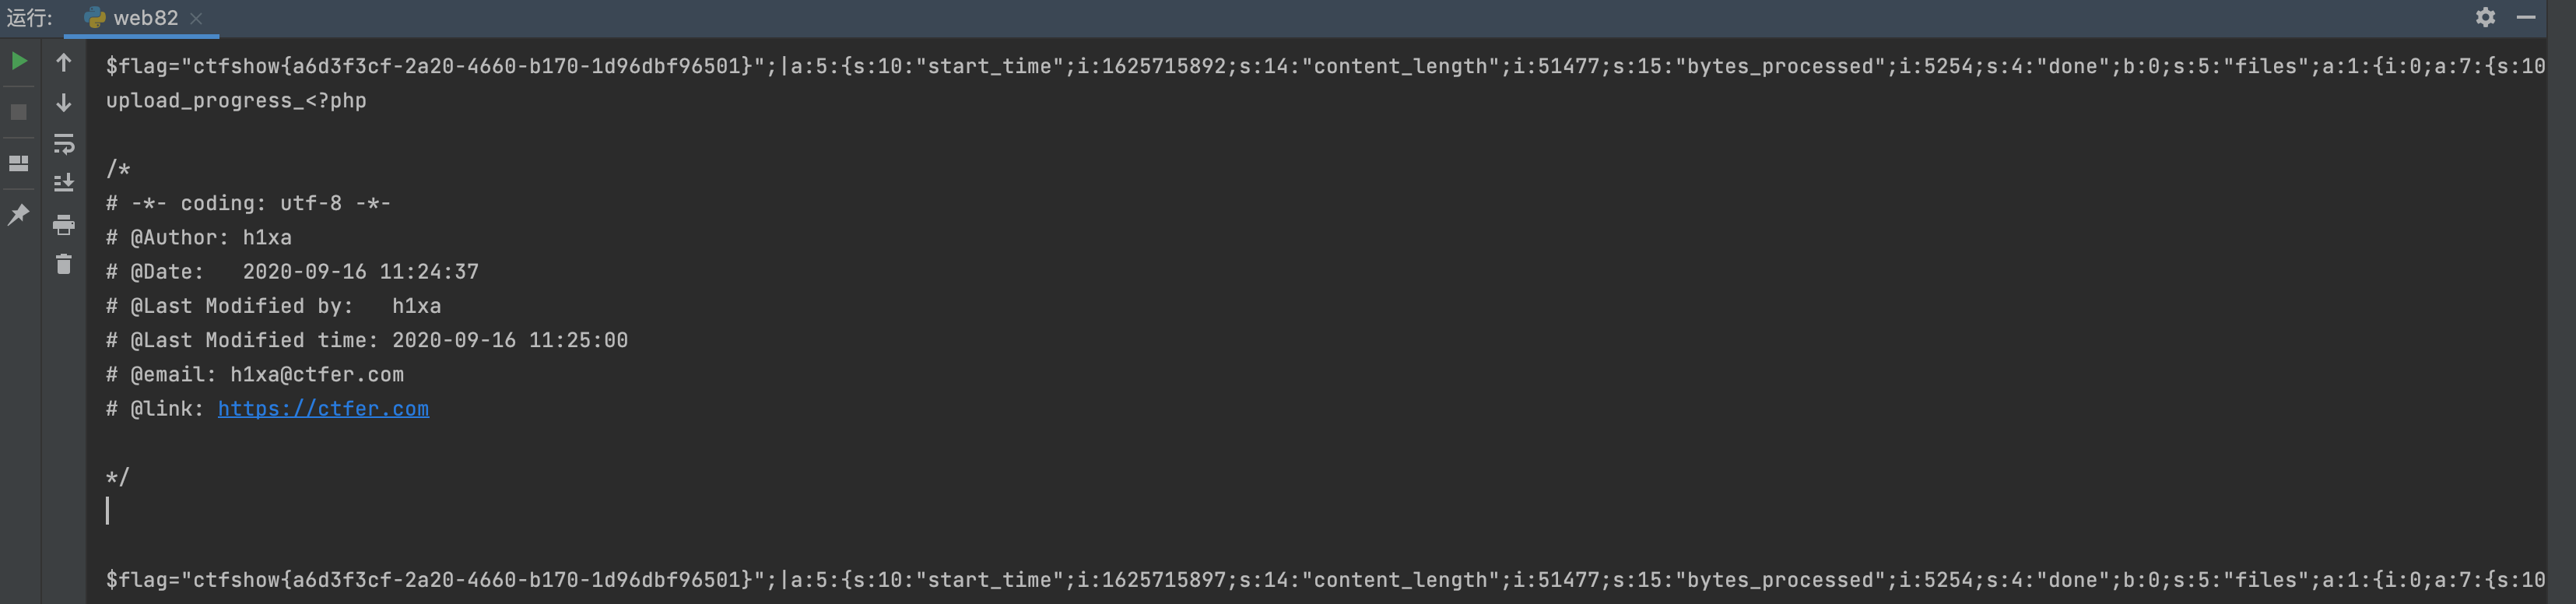 运行: web82
$flag="ctfshow{a6d3f3cf-2a20-4660-b170-1d96dbf96501}";|a:5:{s:10:"start_time";i:1625715892;s:14:"content_length";i:51477;s:15:"bytes_processed";i:5254;s:4:"done";b:0;s:5:"files";a:1:{i:0;a:7:{s:10
upload_progress_<?php
/*
# -*- coding: utf-8 -*-
# @Author: h1xa
# @Date:   2020-09-16 11:24:37
# @Last Modified by:   h1xa
# @Last Modified time: 2020-09-16 11:25:00
# @email: h1xa@ctfer.com
# @link: https://ctfer.com
*/
$flag="ctfshow{a6d3f3cf-2a20-4660-b170-1d96dbf96501}";|a:5:{s:10:"start_time";i:1625715897;s:14:"content_length";i:51477;s:15:"bytes_processed";i:5254;s:4:"done";b:0;s:5:"files";a:1:{i:0;a:7:{s:10